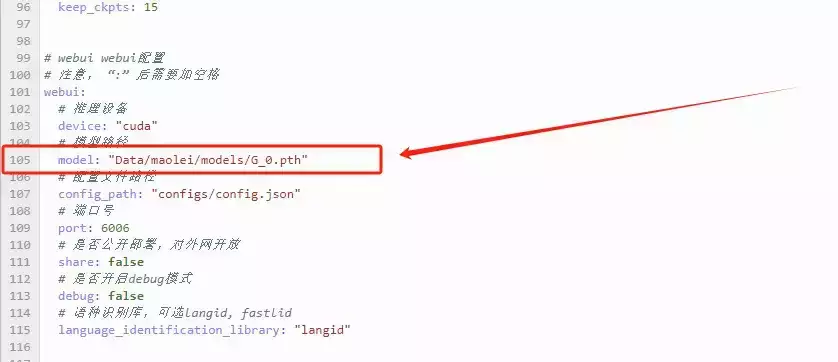 96 keep_ckpts: 15
97
98
99 # webui webui配置
100 # 注意，“:” 后需要加空格
101 webui:
102 # 推理设备
103 device: "cuda"
104 # 模型路径
105 model: "Data/maolei/models/G_0.pth"
106 # 配置文件路径
107 config_path: "configs/config.json"
108 # 端口号
109 port: 6006
110 # 是否公开部署，对外网开放
111 share: false
112 # 是否开启debug模式
113 debug: false
114 # 语种识别库，可选langid, fastlid
115 language_identification_library: "langid"
116